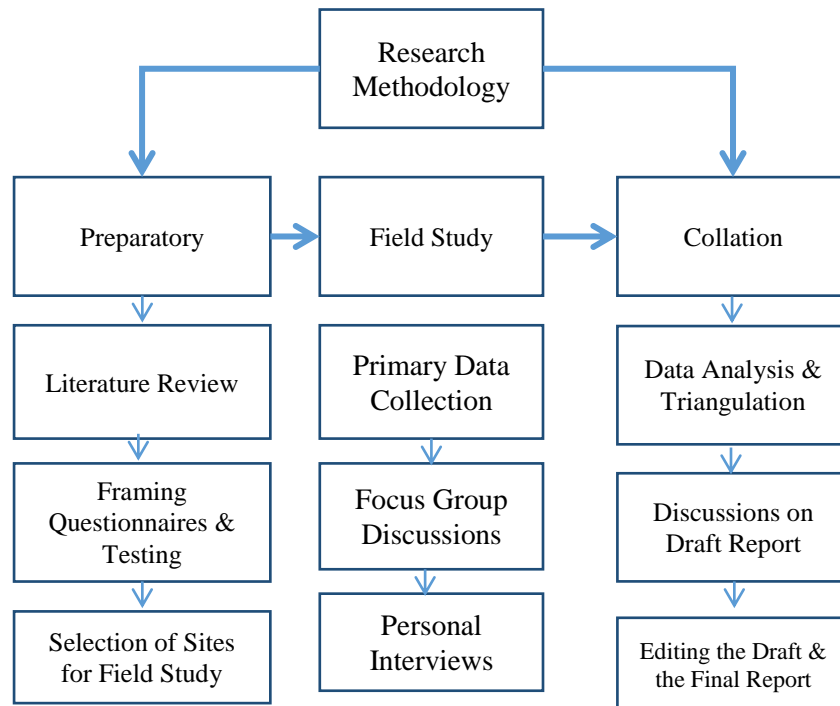 Research
Methodology
Preparatory
Field Study
Collation
Literature Review
Primary Data
Collection
Data Analysis &
Triangulation
Framing
Questionnaires &
Testing
Focus Group
Discussions
Discussions on
Draft Report
Selection of Sites
for Field Study
Personal
Interviews
Editing the Draft &
the Final Report